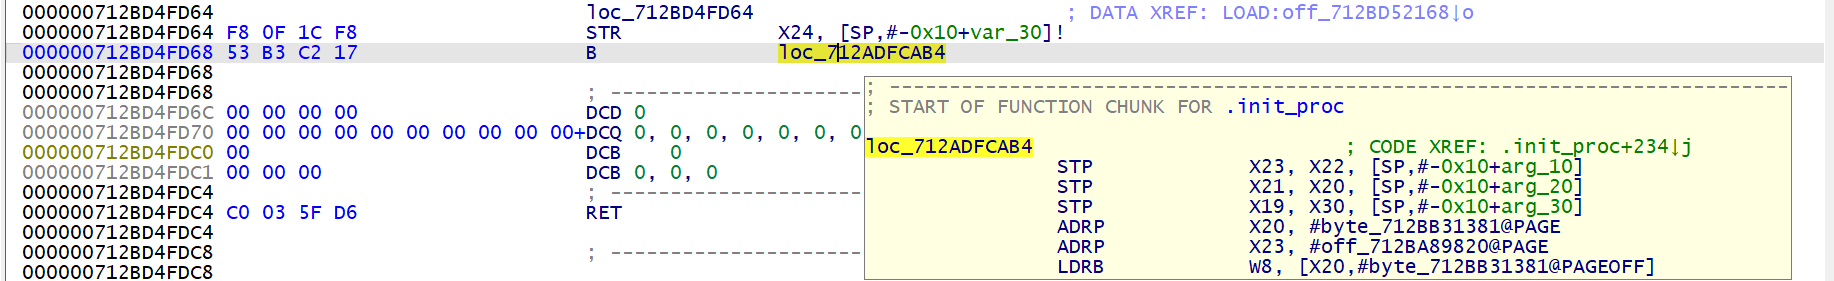 000000712BD4FD64 loc_712BD4FD64 ; DATA XREF: LOAD:off_712BD52168↓o
000000712BD4FD64 F8 0F 1C F8 STR X24, [SP,#-0x10+var_30]!
000000712BD4FD68 53 B3 C2 17 B loc_712ADFCAB4
000000712BD4FD68
000000712BD4FD68 ; ---------------------
000000712BD4FD6C 00 00 00 00 DCD 0
000000712BD4FD70 00 00 00 00 00 00 00 00 00 00 00+DCQ 0, 0, 0, 0, 0, 0
000000712BD4FDC0 00 DCB 0
000000712BD4FDC1 00 00 00 DCB 0, 0, 0
000000712BD4FDC4 ; ---------------------
000000712BD4FDC4 C0 03 5F D6 RET
000000712BD4FDC4
000000712BD4FDC8 ; ---------------------
000000712BD4FDC8
; ---------------------------------------------------------------------------
; START OF FUNCTION CHUNK FOR .init_proc
loc_712ADFCAB4 ; CODE XREF: .init_proc+234↓j
STP X23, X22, [SP,#-0x10+arg_10]
STP X21, X20, [SP,#-0x10+arg_20]
STP X19, X30, [SP,#-0x10+arg_30]
ADRP X20, #byte_712BB31381@PAGE
ADRP X23, #off_712BA89820@PAGE
LDRB W8, [X20,#byte_712BB31381@PAGEOFF]